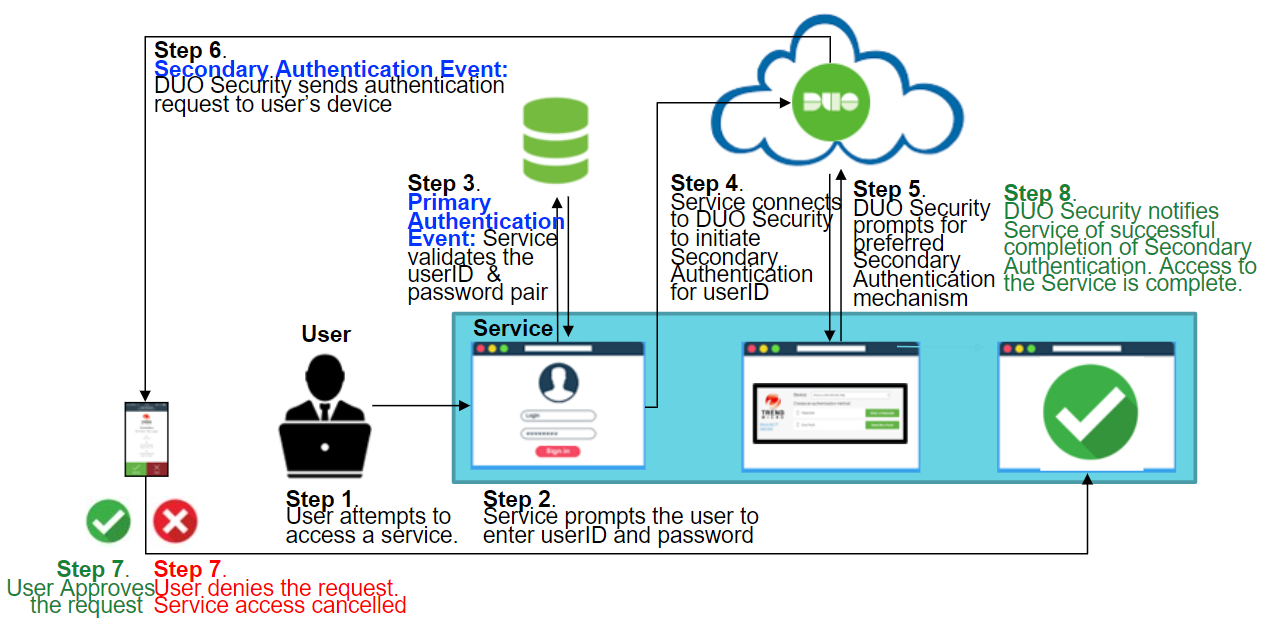 Step 6.
Secondary Authentication Event:
DUO Security sends authentication
request to user's device
DUO
Step 3.
Primary
Authentication
Event: Service
validates the
userID &
password pair
Step 4.
Service connects
to DUO Security
to initiate
Secondary
Authentication
for userID
Step 5.
DUO Security
prompts for
preferred
Secondary
Authentication
mechanism
Step 8.
DUO Security notifies
Service of successful
completion of Secondary
Authentication. Access to
the Service is complete.
User
Service
Login
Sign in
TREND
MICRO
Step 1.
User attempts to
access a service.
Step 2.
Service prompts the user to
enter userID and password
Step 7.
User Approves
the request
Step 7.
User denies the request.
Service access cancelled